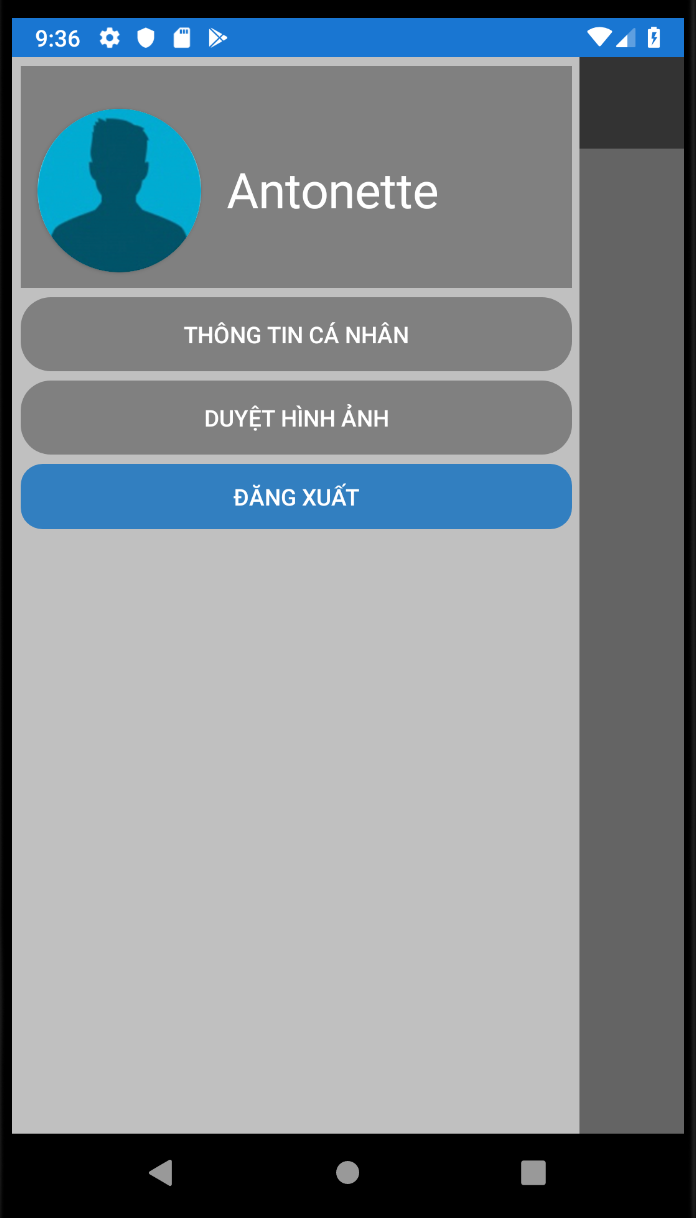 9:36
Antonette
THÔNG TIN CÁ NHÂN
DUYỆT HÌNH ẢNH
ĐĂNG XUẤT